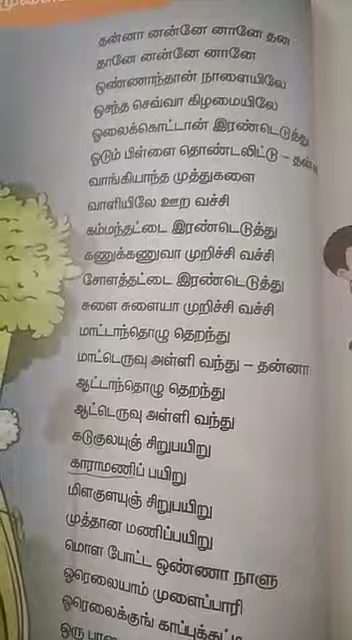 தன்னா னன்னே னானே தன
தானே னன்னே னானே
ஒண்ணாந்தான் நாளையிலே
ஒசந்த செவ்வா கிழமையிலே
ஓலைக்கொட்டான் இரண்டெடுத்து
ஓடும் பிள்ளை தொண்டலிட்டு – தன்
வாங்கியாந்த முத்துகளை
வாளியிலே ஊற வச்சி
கம்மந்தட்டை இரண்டெடுத்து
கணுக்கணுவா முறிச்சி வச்சி
சோளத்தட்டை இரண்டெடுத்து
சுளை சுளையா முறிச்சி வச்சி
மாட்டாந்தொழு தெறந்து
மாட்டெருவு அள்ளி வந்து – தன்னா
ஆட்டாந்தொழு தெறந்து
ஆட்டெருவு அள்ளி வந்து
கடுகுலயுஞ் சிறுபயிறு
காராமணிப் பயிறு
மிளகுளயுஞ் சிறுபயிறு
முத்தான மணிப்பயிறு
மொள போட்ட ஒண்ணா நாளு
ஓரெலையாம் முளைப்பாரி
ஓரெலைக்குங் காப்புக்கட்டி
ஒரு